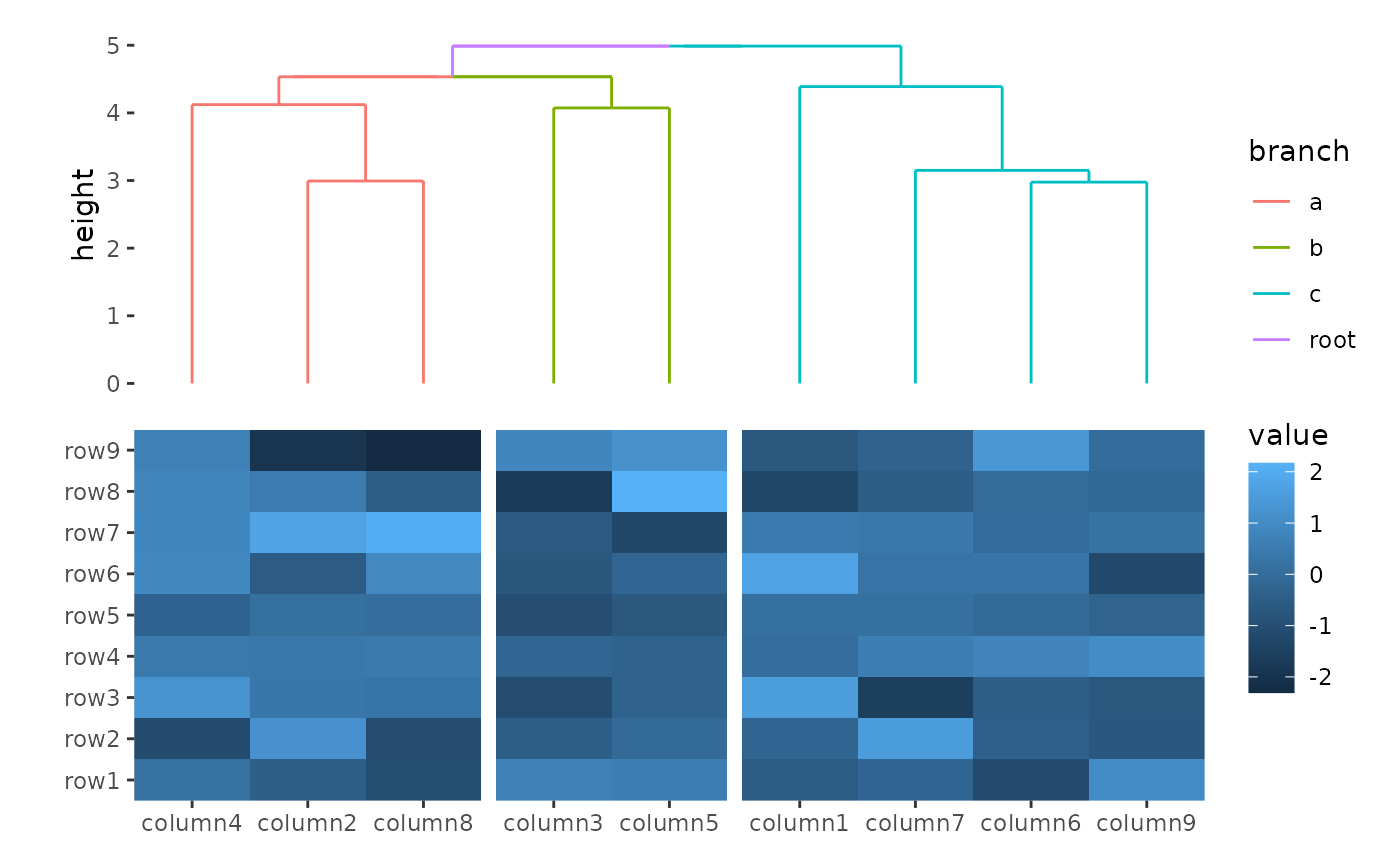 5
4
3
2
1
0
height
branch
a
b
c
root
value
2
1
0
-1
-2
row9
row8
row7
row6
row5
row4
row3
row2
row1
column4 column2 column8 column3 column5 column1 column7 column6 column9